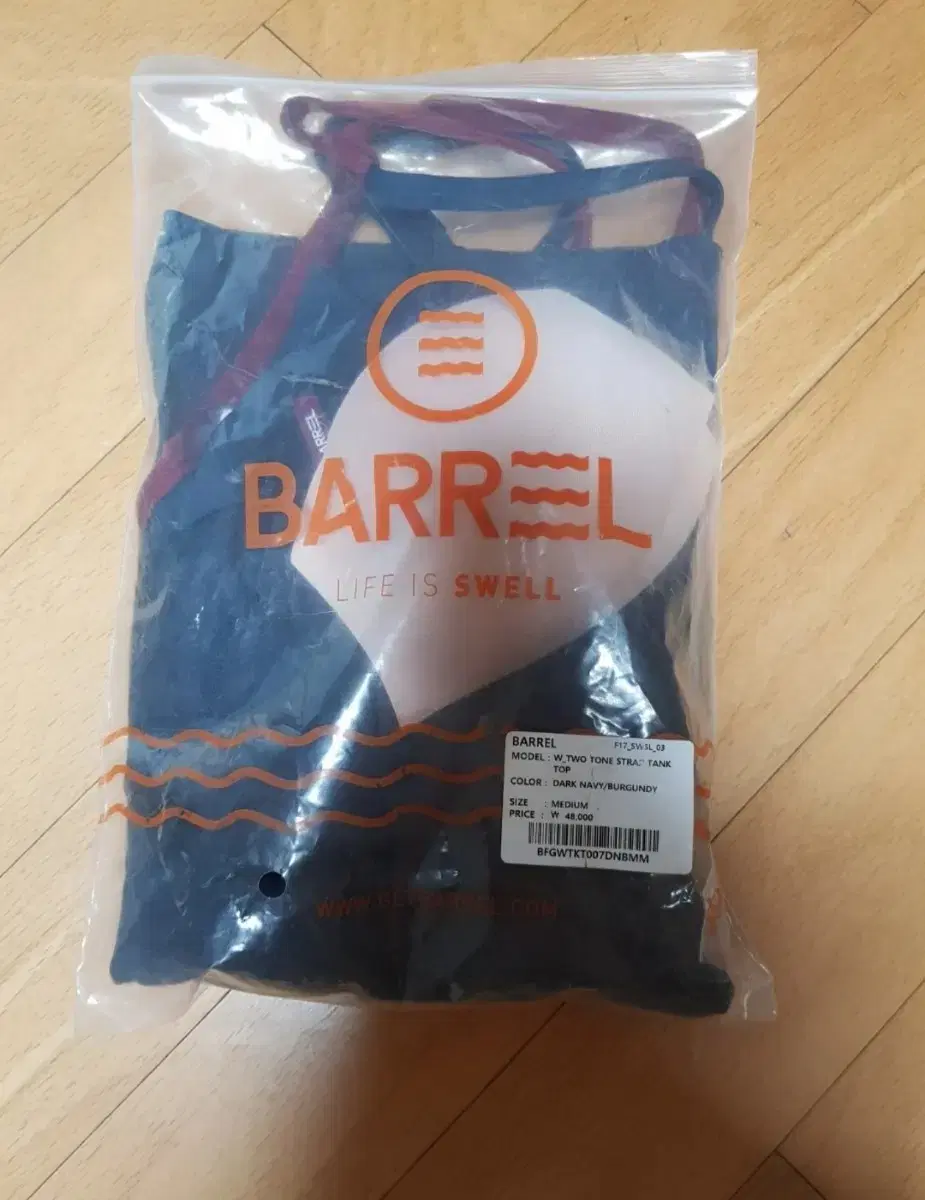 BARREL
BARREL
LIFE IS SWELL
BARREL
MODEL : W_TWO TONE STRAP TANK
TOP
COLOR : DARK NAVY/BURGUNDY
SIZE : MEDIUM
PRICE : ₩ 48,000
BFGWTKT007DNBMM